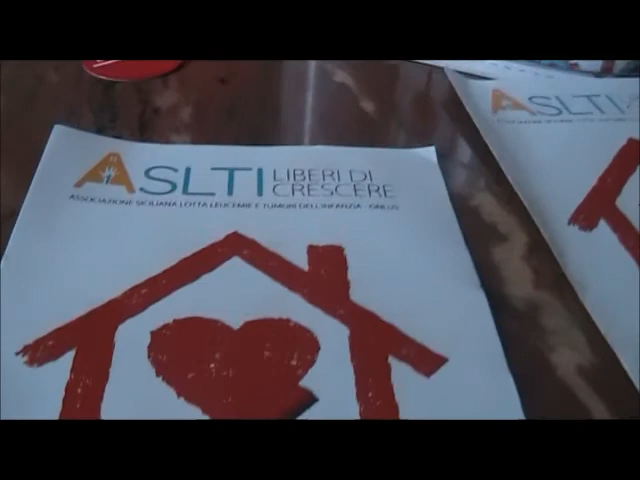 ASLTI LIBERI DI
CRESCERE
ASSOCIAZIONE SICILIANA LOTTA LEUCEMIE E TUMORI DELL'INFANZIA - ONLUS
ASLTI